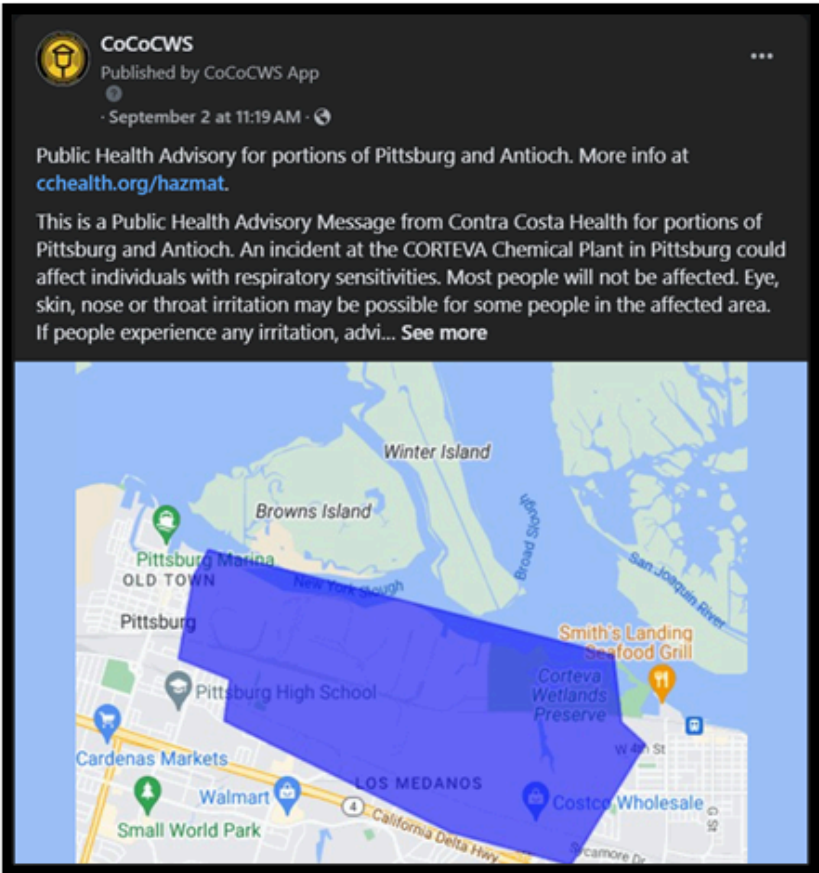 CoCoCWS
Published by CoCoCWS App
· September 2 at 11:19 AM ·
Public Health Advisory for portions of Pittsburg and Antioch. More info at
cchealth.org/hazmat.
This is a Public Health Advisory Message from Contra Costa Health for portions of
Pittsburg and Antioch. An incident at the CORTEVA Chemical Plant in Pittsburg could
affect individuals with respiratory sensitivities. Most people will not be affected. Eye,
skin, nose or throat irritation may be possible for some people in the affected area.
If people experience any irritation, advi... See more
Winter Island
Browns Island
Broad Slough
San Joaquin River
Pittsburg Marina
OLD TOWN
New York Slough
Pittsburg
Smith's Landing
Seafood Grill
Corteva
Wetlands
Preserve
Pittsburg High School
W 4th St
Cardenas Markets
LOS MEDANOS
Walmart
4
Costco Wholesale
G St
Small World Park
California Delta Hwy
Sycamore Dr